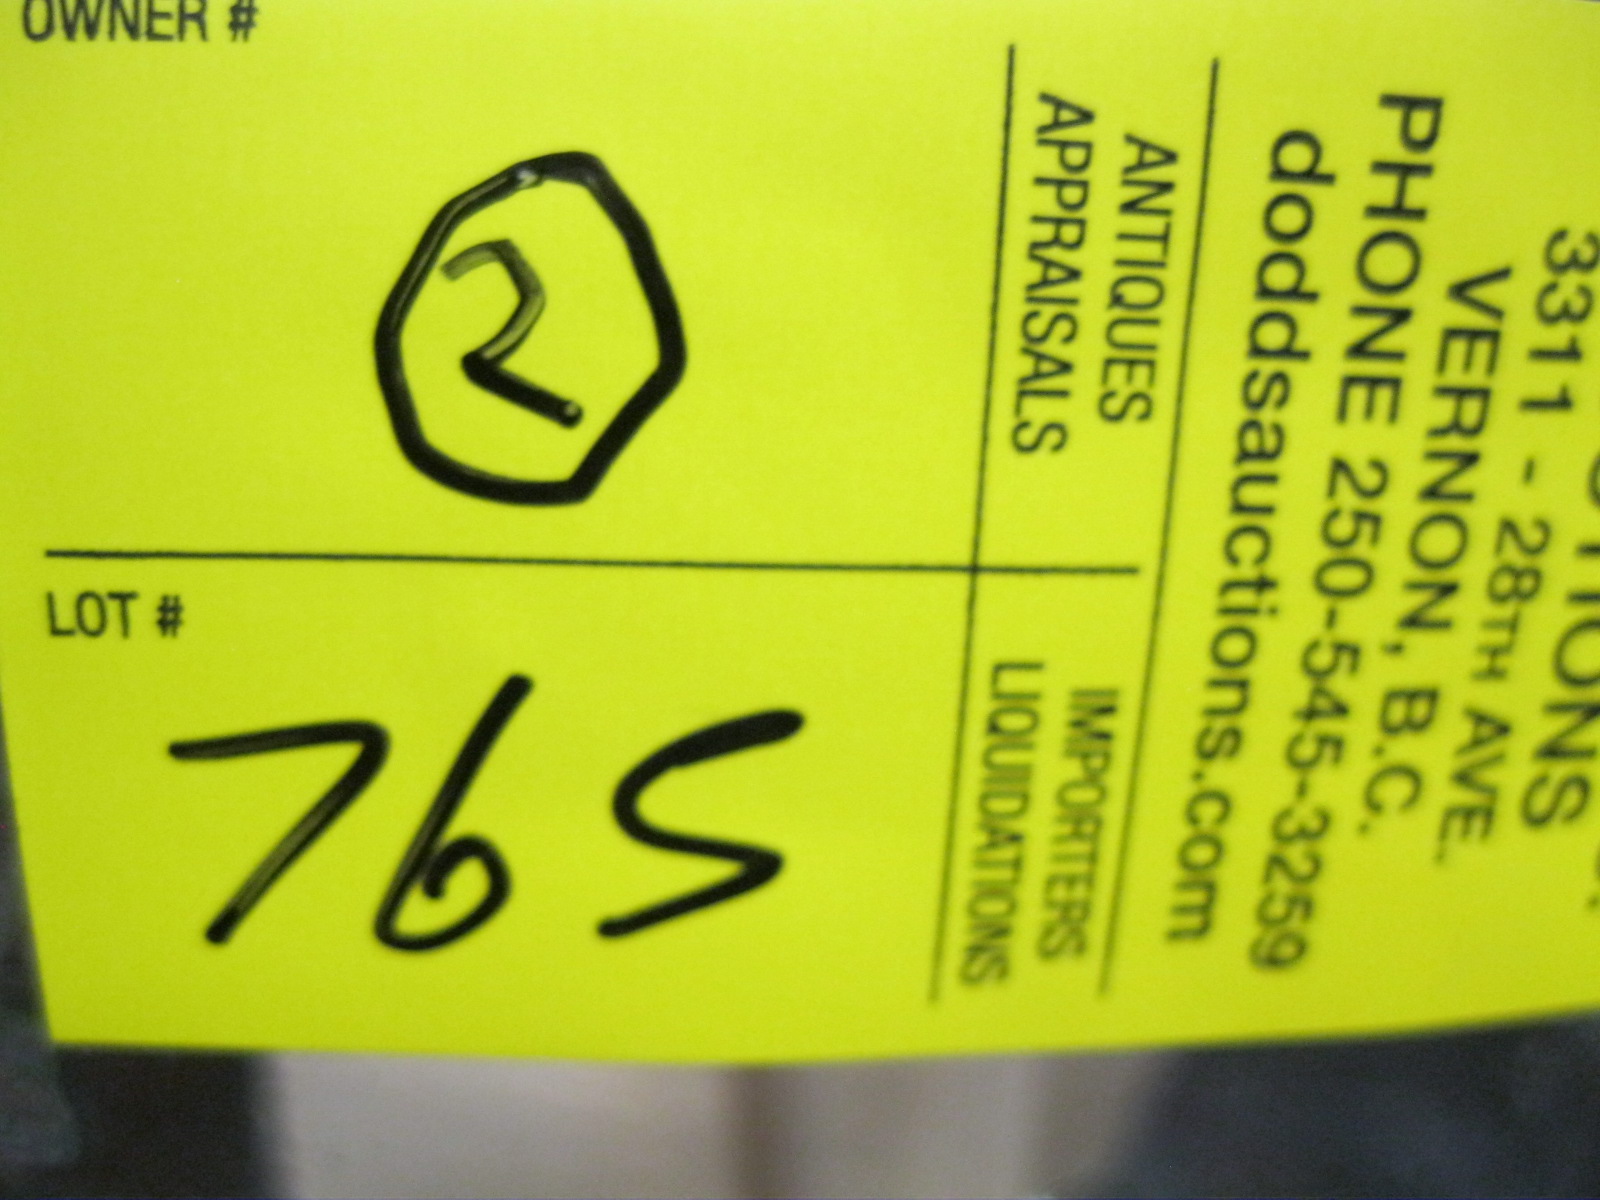 OWNER #
2
LOT #
765
3311 - 28TH AVE.
VERNON, B.C.
PHONE 250-545-3259
doddsauctions.com
ANTIQUES
APPRAISALS
IMPORTERS
LIQUIDATIONS